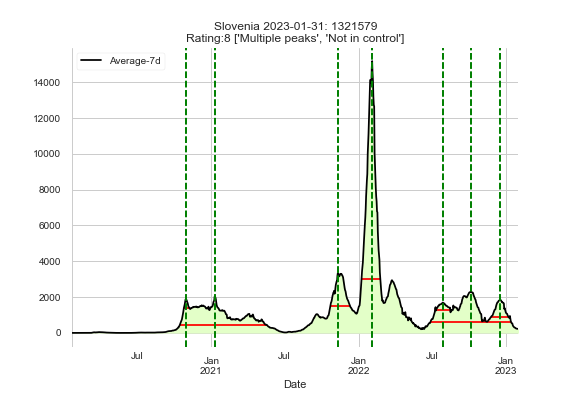 Slovenia 2023-01-31: 1321579
Rating:8 ['Multiple peaks', 'Not in control']
Average-7d
14000
12000
10000
8000
6000
4000
2000
0
Jul
Jan
2021
Jul
Jan
2022
Jul
Jan
2023
Date